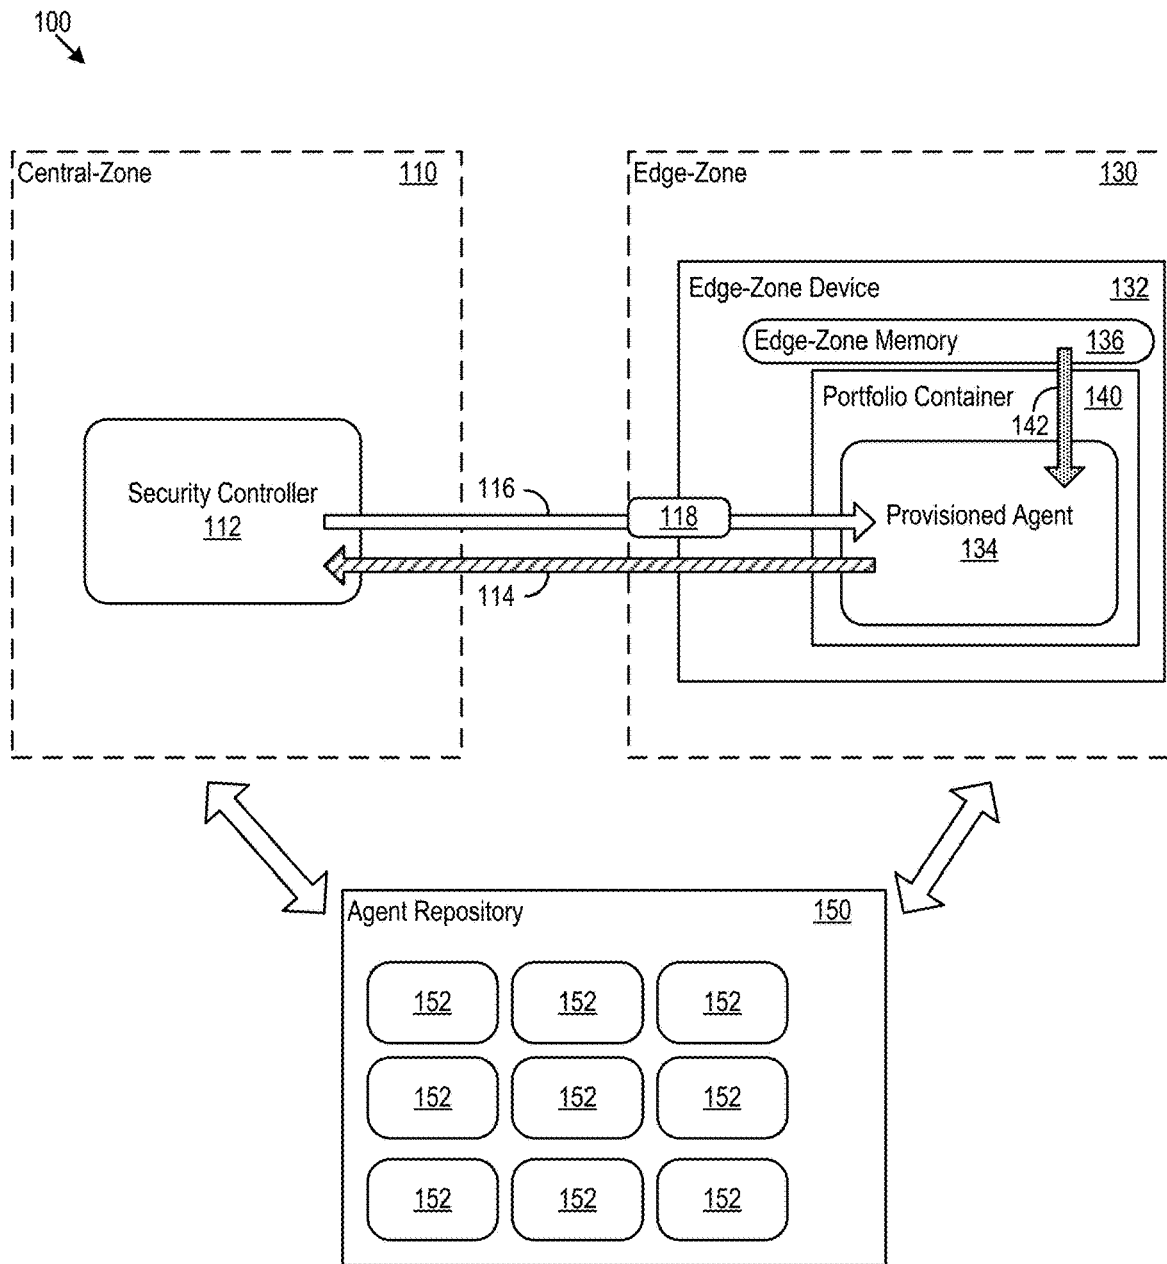 100
Central-Zone 110
Edge-Zone 130
Edge-Zone Device 132
Edge-Zone Memory 136
Portfolio Container 140
142
Security Controller
112
116
118
Provisioned Agent
134
114
Agent Repository 150
152 152 152
152 152 152
152 152 152